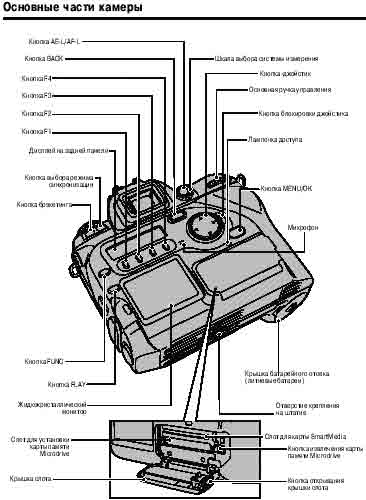 Основные части камеры
Кнопка AE-L/AF-L
Кнопка BACK
Кнопка F4
Кнопка F3
Кнопка F2
Кнопка F1
Дисплей на задней панели
Кнопка выбора режима
синхронизации
Кнопка брекетинга
Шкала выбора системы измерения
Кнопка «джойстик
Основная ручка управления
Кнопка блокировки джойстика
Лампочка доступа
Кнопка MENU/OK
Микрофон
Кнопка FUNC
Кнопка PLAY
Жидкокристаллический
монитор
Крышка батарейного отсека
(литиевые батареи)
Отверстие крепления
на штатив
Слот для установки
карты памяти
Microdrive
Крышка слота
Слот для карты SmartMedia
Кнопка извлечения карты
памяти Microdrive
Кнопка открывания
крышки слота